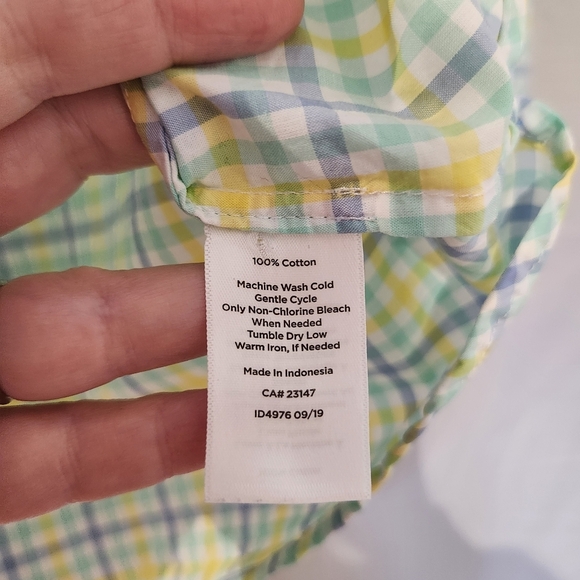 100% Cotton
Machine Wash Cold
Gentle Cycle
Only Non-Chlorine Bleach
When Needed
Tumble Dry Low
Warm Iron, If Needed
Made in Indonesia
CA# 23147
ID4976 09/19